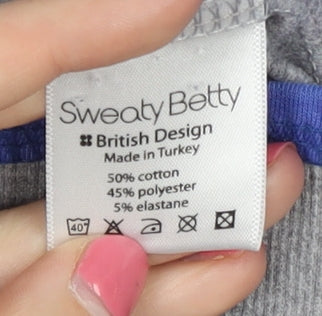 Sweaty Betty
British Design
Made in Turkey
50% cotton
45% polyester
5% elastane
40°